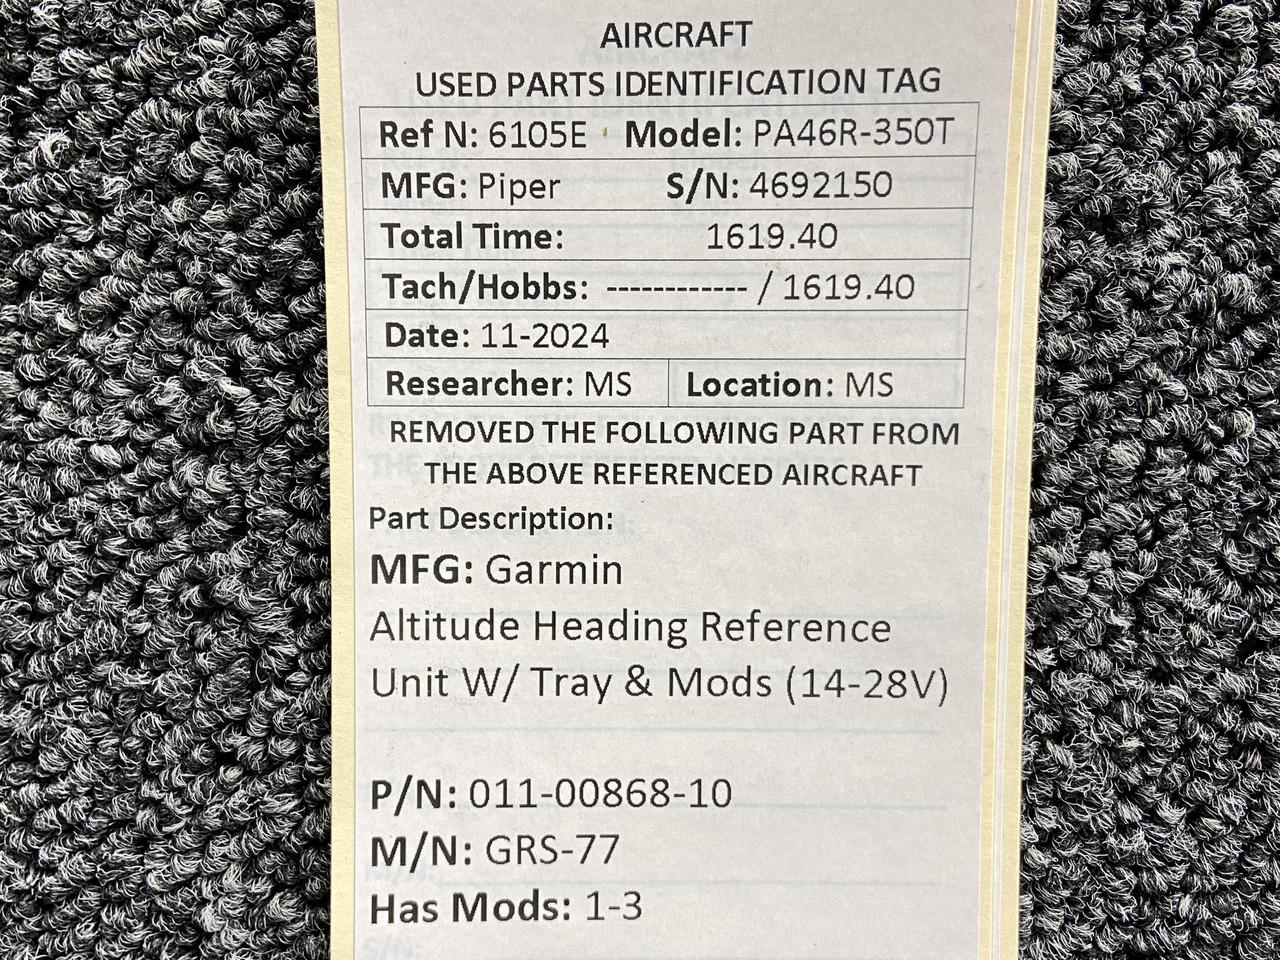 AIRCRAFT
USED PARTS IDENTIFICATION TAG
Ref N: 6105E Model: PA46R-350T
MFG: Piper S/N: 4692150
Total Time: 1619.40
Tach/Hobbs: ------------ / 1619.40
Date: 11-2024
Researcher: MS Location: MS
REMOVED THE FOLLOWING PART FROM
THE ABOVE REFERENCED AIRCRAFT
Part Description:
MFG: Garmin
Altitude Heading Reference
Unit W/ Tray & Mods (14-28V)
P/N: 011-00868-10
M/N: GRS-77
Has Mods: 1-3